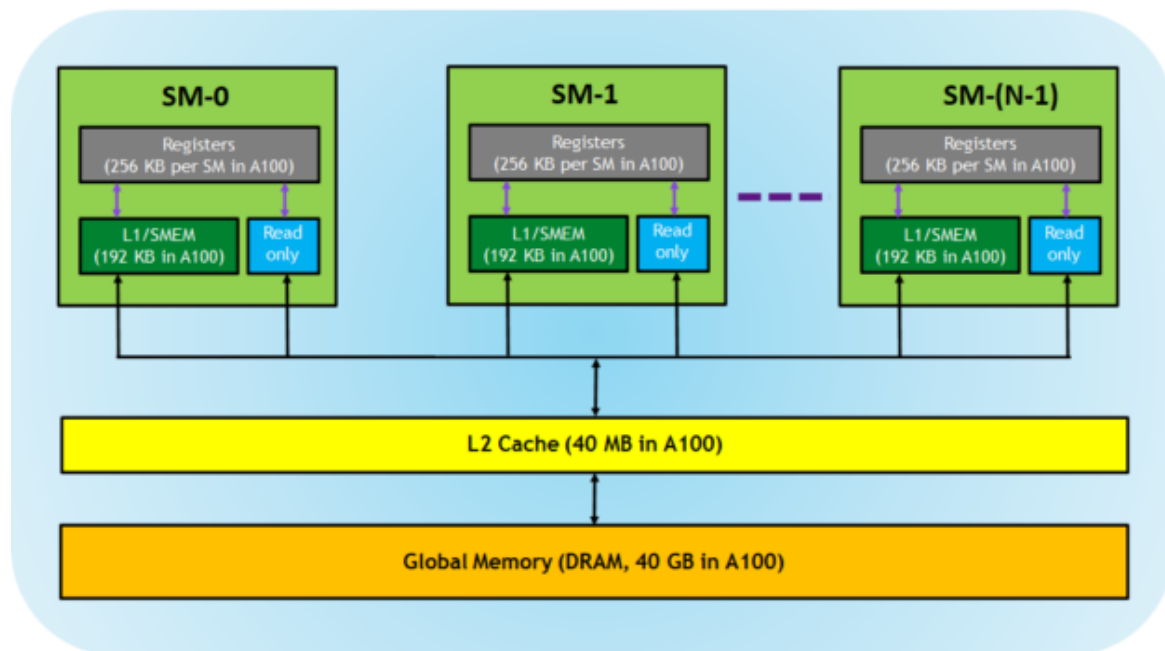 SM-0
Registers
(256 KB per SM in A100)
L1/SMEM
(192 KB in A100)
Read
only
SM-1
Registers
(256 KB per SM in A100)
L1/SMEM
(192 KB in A100)
Read
only
SM-(N-1)
Registers
(256 KB per SM in A100)
L1/SMEM
(192 KB in A100)
Read
only
L2 Cache (40 MB in A100)
Global Memory (DRAM, 40 GB in A100)